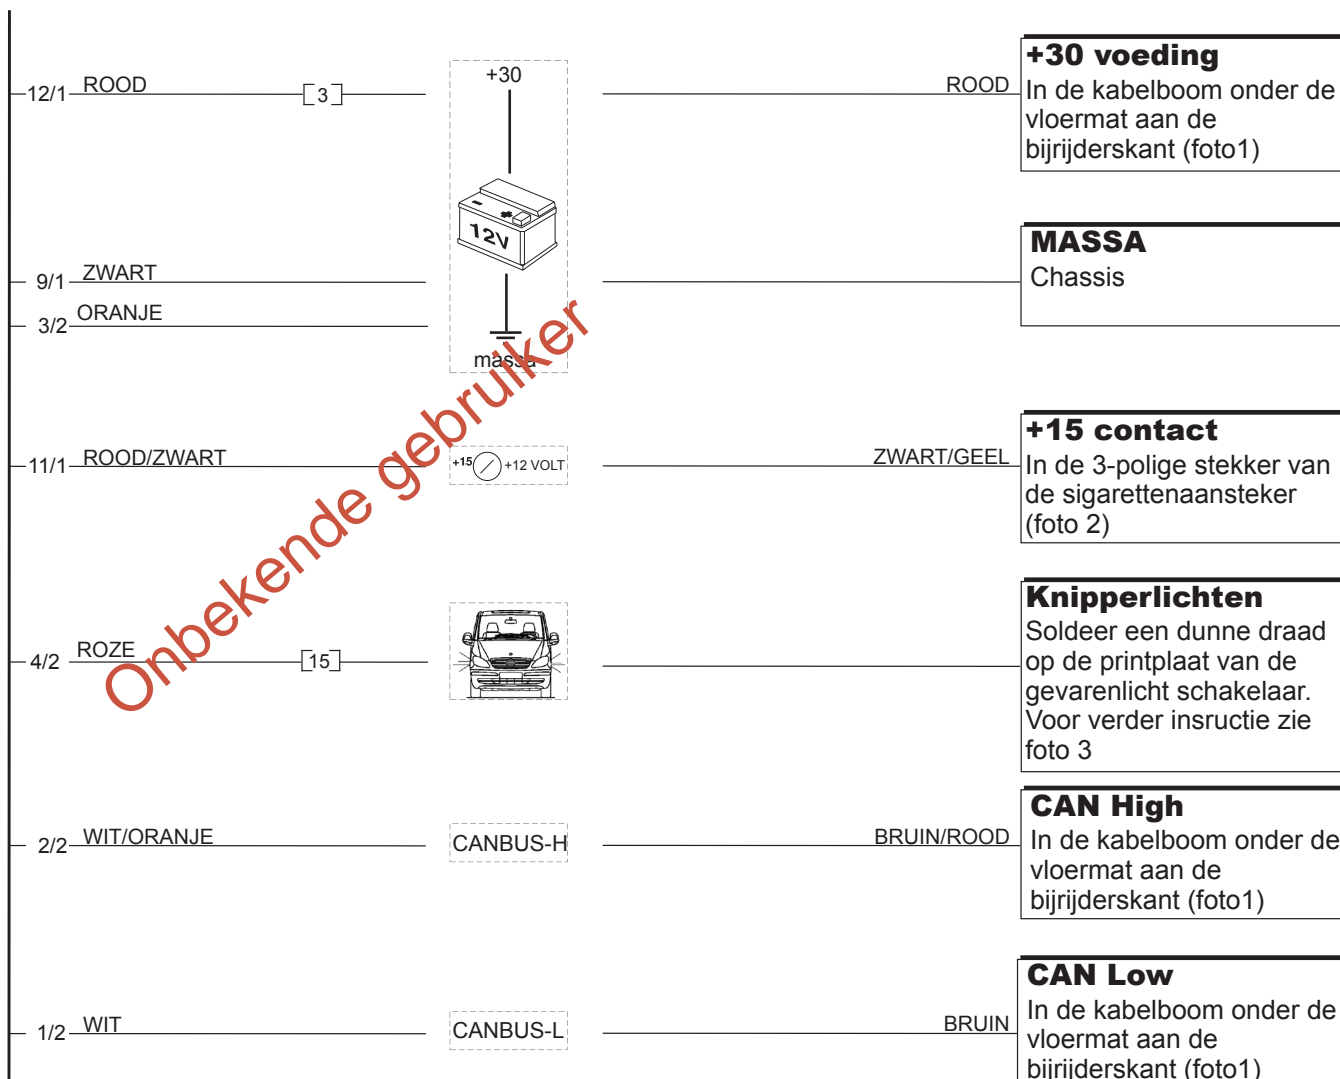 12/1 ROOD [3] +30 ROOD
+30 voeding
In de kabelboom onder de
vloermat aan de
bijrijderskant (foto1)
12V
9/1 ZWART
3/2 ORANJE
massa
MASSA
Chassis
11/1 ROOD/ZWART +15 +12 VOLT ZWART/GEEL
+15 contact
In de 3-polige stekker van
de sigarettenaansteker
(foto 2)
Onbekende gebruiker
4/2 ROZE [15]
Knipperlichten
Soldeer een dunne draad
op de printplaat van de
gevarenlicht schakelaar.
Voor verder insructie zie
foto 3
2/2 WIT/ORANJE CANBUS-H BRUIN/ROOD
CAN High
In de kabelboom onder de
vloermat aan de
bijrijderskant (foto1)
1/2 WIT CANBUS-L BRUIN
CAN Low
In de kabelboom onder de
vloermat aan de
bijrijderskant (foto1)